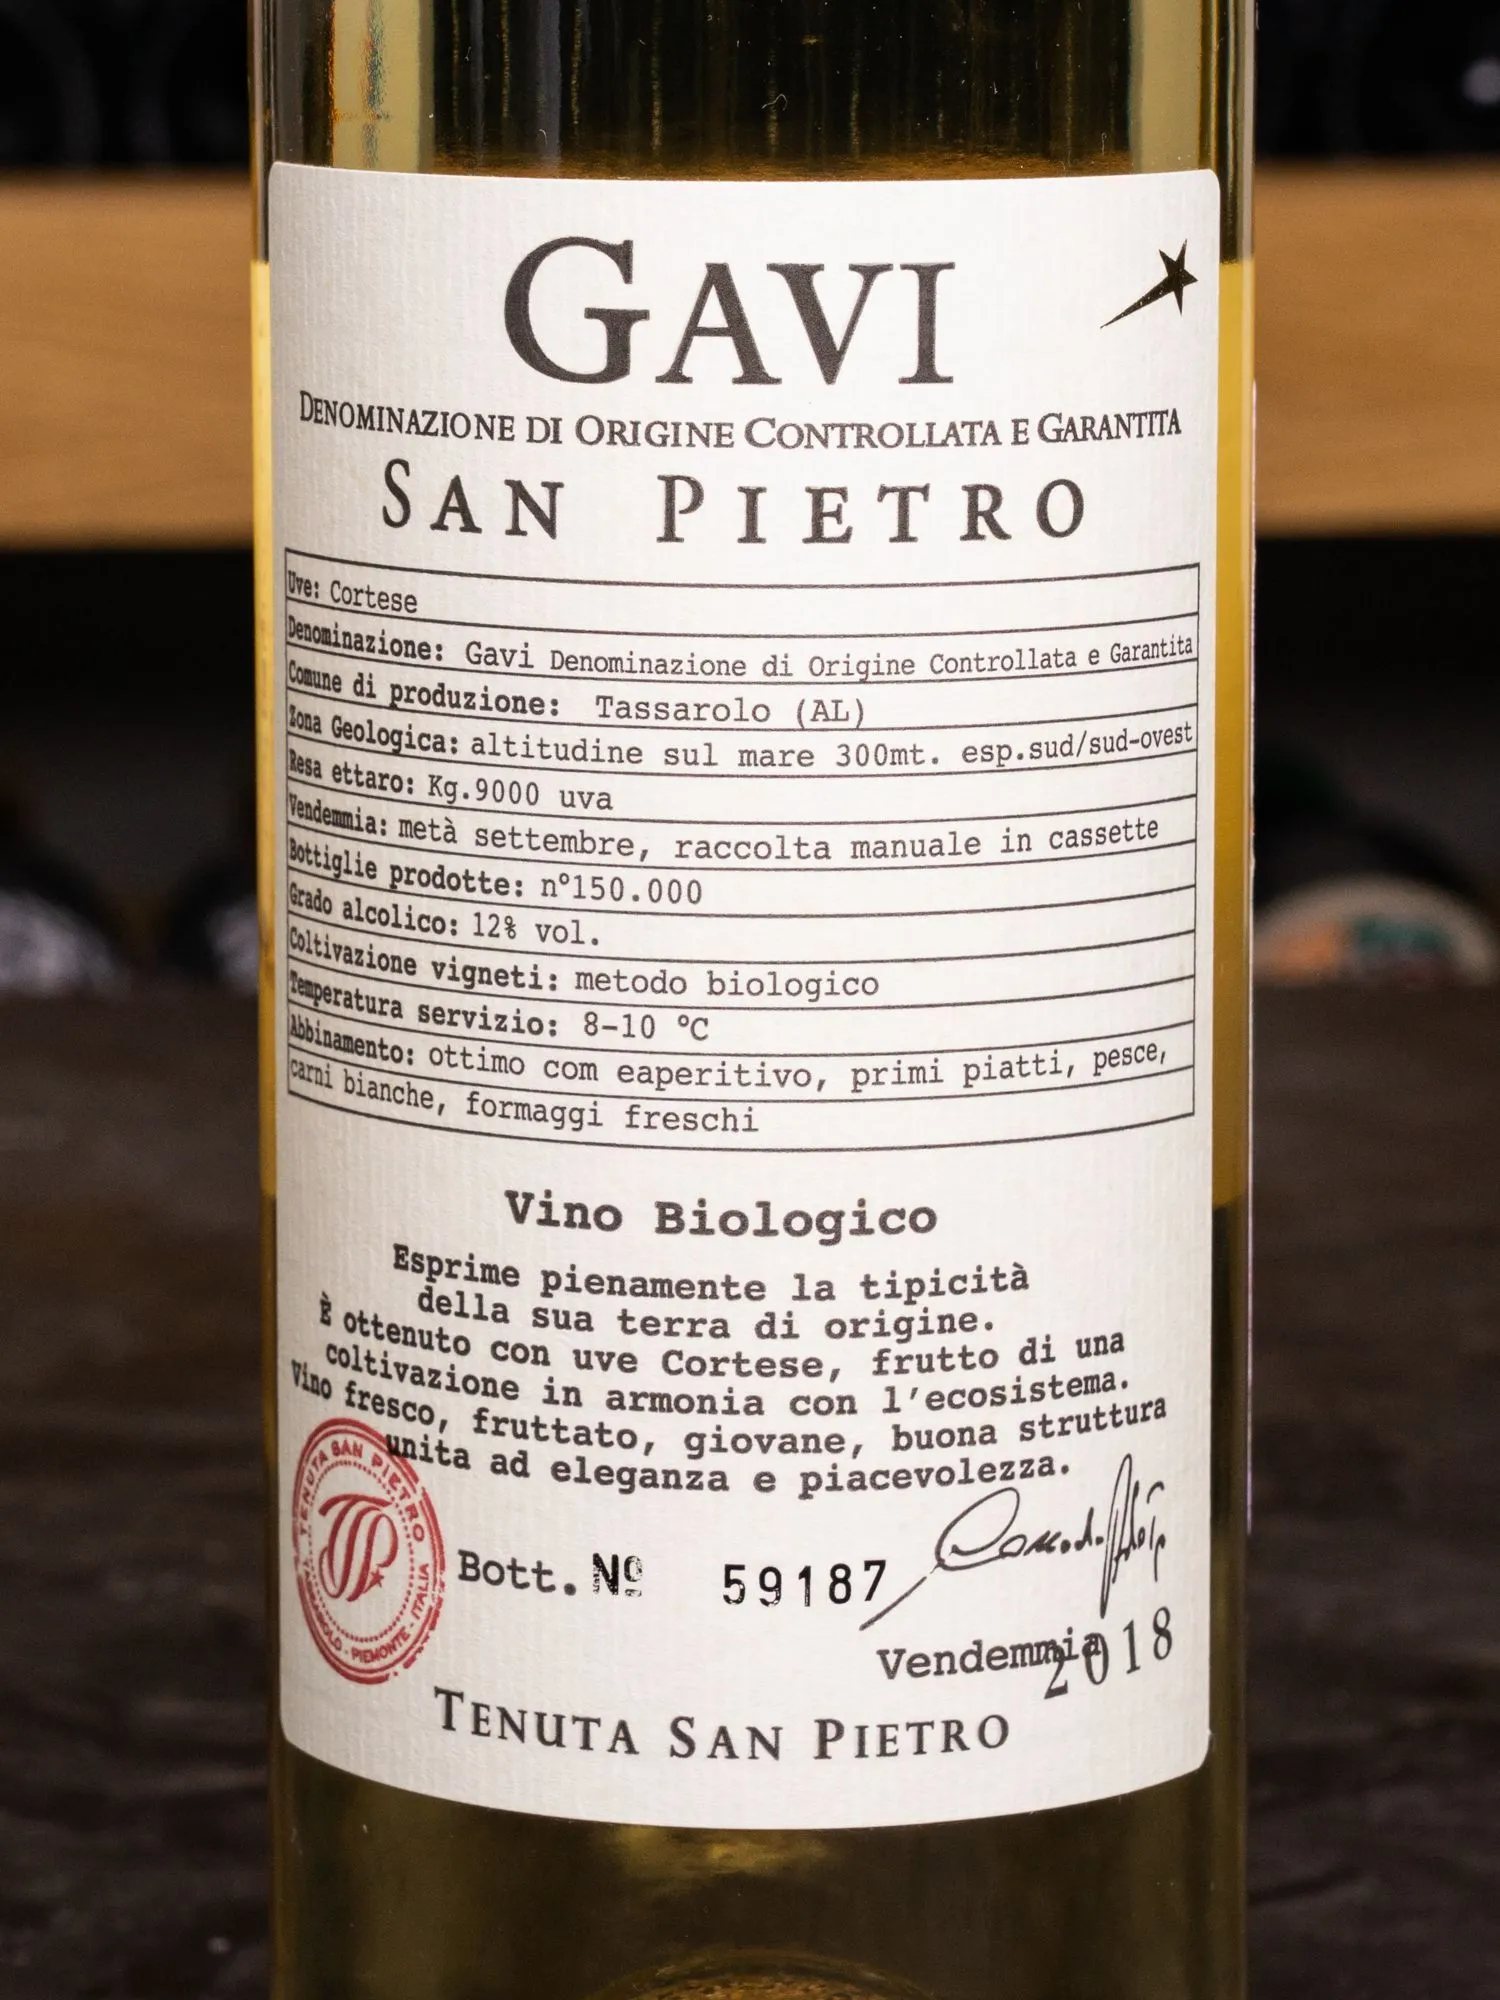 GAVI
DENOMINAZIONE DI ORIGINE CONTROLLATA E GARANTITA
SAN PIETRO
Uve: Cortese
Denominazione: Gavi Denominazione di Origine Controllata e Garantita
Comune di produzione: Tassarolo (AL)
Zona Geologica: altitudine sul mare 300mt. esp.sud/sud-ovest
Resa ettaro: Kg.9000 uva
Vendemmia: metà settembre, raccolta manuale in cassette
Bottiglie prodotte: n°150.000
Grado alcolico: 12% vol.
Coltivazione vigneti: metodo biologico
Temperatura servizio: 8-10 °C
Abbinamento: ottimo com eaperitivo, primi piatti, pesce,
carni bianche, formaggi freschi
Vino Biologico
Esprime pienamente la tipicità
della sua terra di origine.
È ottenuto con uve Cortese, frutto di una
coltivazione in armonia con l'ecosistema.
Vino fresco, fruttato, giovane, buona struttura
unita ad eleganza e piacevolezza.
TENUTA SAN PIETRO
PIEMONTE - ITALIA
Bott. Nº 59187
Vendemmia 2018
TENUTA SAN PIETRO